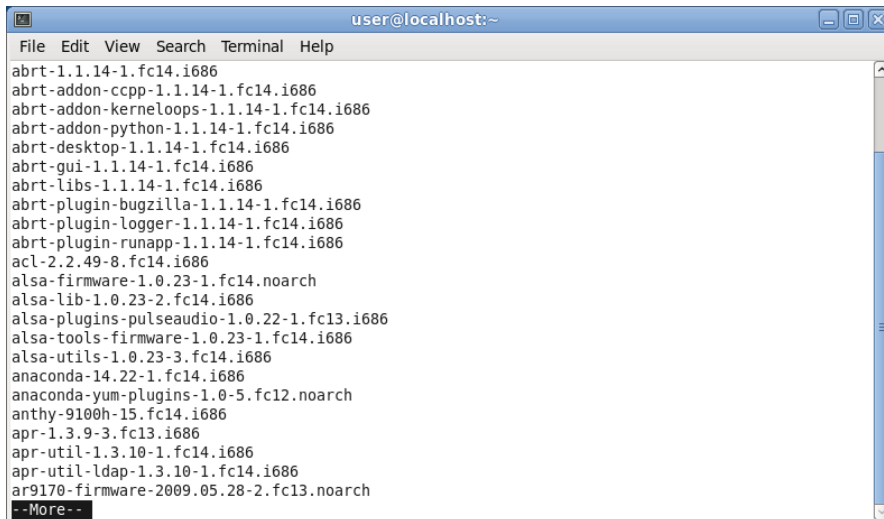 user@localhost:~
File Edit View Search Terminal Help
abrt-1.1.14-1.fc14.i686
abrt-addon-ccpp-1.1.14-1.fc14.i686
abrt-addon-kerneloops-1.1.14-1.fc14.i686
abrt-addon-python-1.1.14-1.fc14.i686
abrt-desktop-1.1.14-1.fc14.i686
abrt-gui-1.1.14-1.fc14.i686
abrt-libs-1.1.14-1.fc14.i686
abrt-plugin-bugzilla-1.1.14-1.fc14.i686
abrt-plugin-logger-1.1.14-1.fc14.i686
abrt-plugin-runapp-1.1.14-1.fc14.i686
acl-2.2.49-8.fc14.i686
alsa-firmware-1.0.23-1.fc14.noarch
alsa-lib-1.0.23-2.fc14.i686
alsa-plugins-pulseaudio-1.0.22-1.fc13.i686
alsa-tools-firmware-1.0.23-1.fc14.i686
alsa-utils-1.0.23-3.fc14.i686
anaconda-14.22-1.fc14.i686
anaconda-yum-plugins-1.0-5.fc12.noarch
anthy-9100h-15.fc14.i686
apr-1.3.9-3.fc13.i686
apr-util-1.3.10-1.fc14.i686
apr-util-ldap-1.3.10-1.fc14.i686
ar9170-firmware-2009.05.28-2.fc13.noarch
--More--